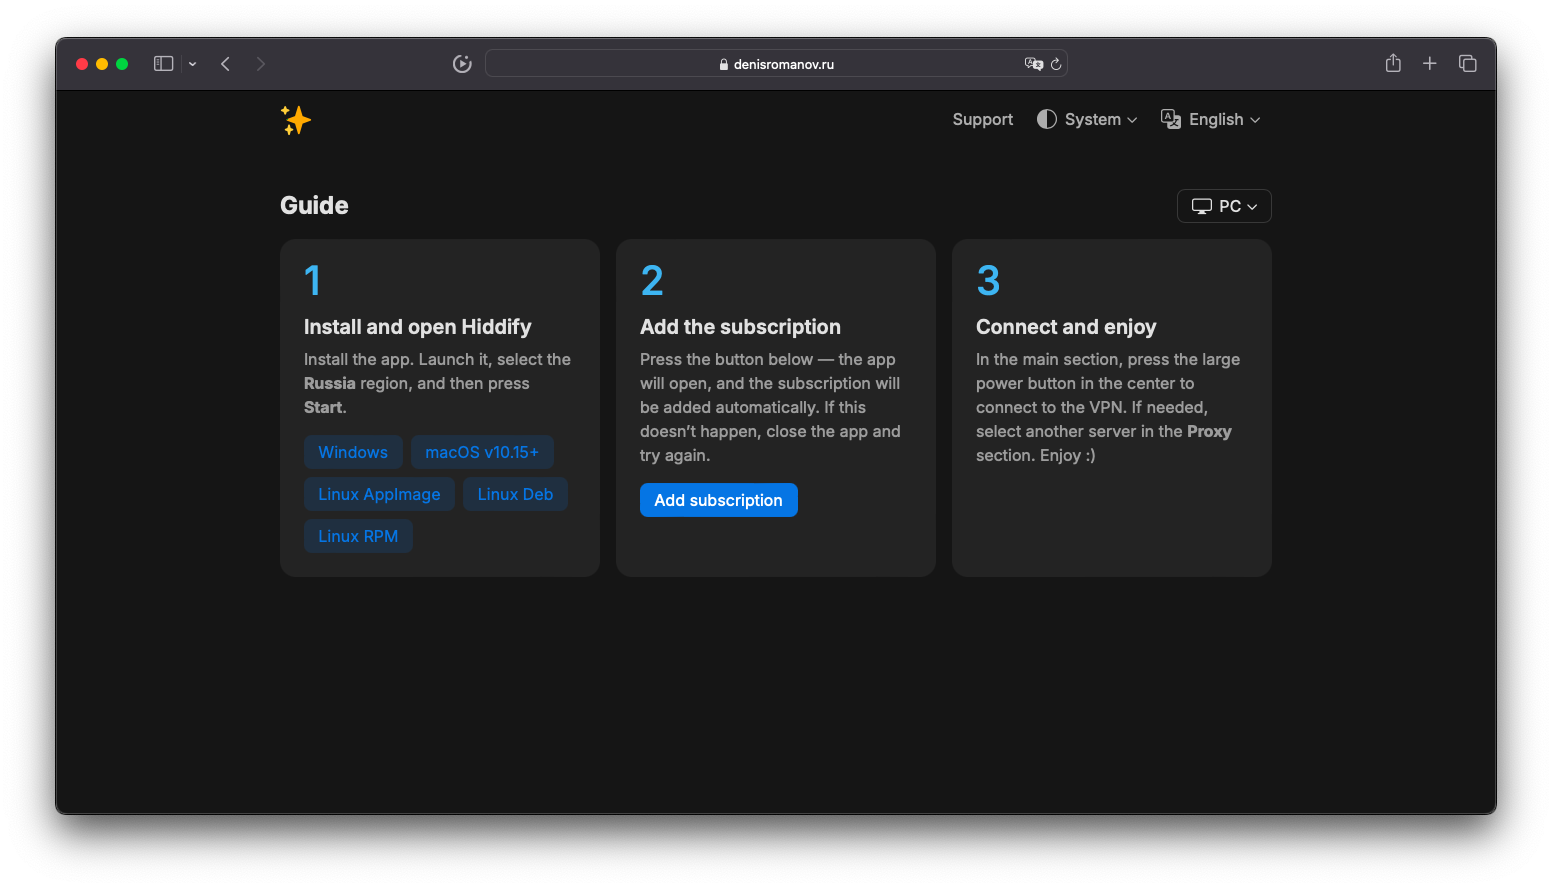 denisromanov.ru
Support System English
Guide
PC
1
Install and open Hiddify
Install the app. Launch it, select the
Russia region, and then press
Start.
Windows macOS v10.15+
Linux AppImage Linux Deb
Linux RPM
2
Add the subscription
Press the button below — the app
will open, and the subscription will
be added automatically. If this
doesn’t happen, close the app and
try again.
Add subscription
3
Connect and enjoy
In the main section, press the large
power button in the center to
connect to the VPN. If needed,
select another server in the Proxy
section. Enjoy :)